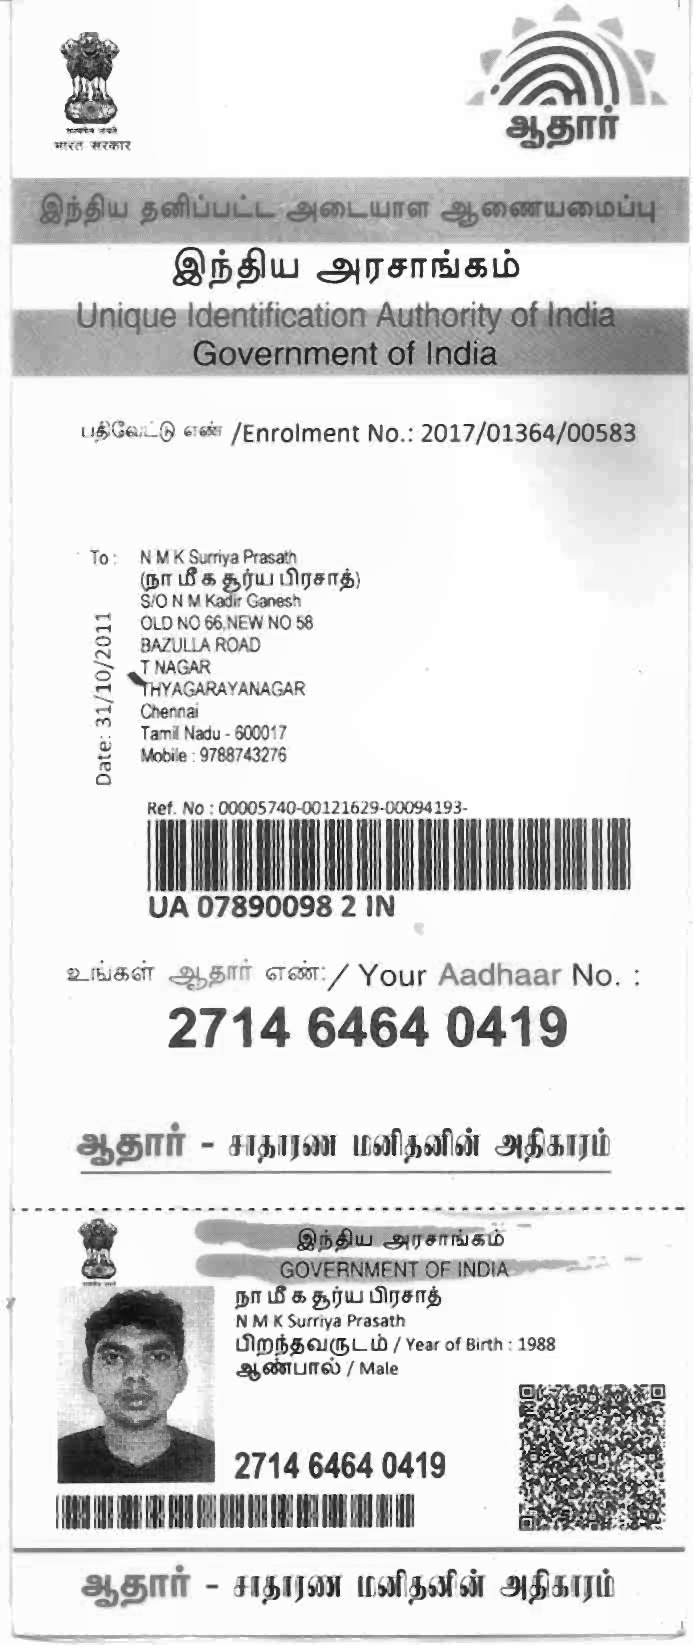 ஆதார்
सत्यमेव जयते
भारत सरकार
இந்திய தனிப்பட்ட அடையாள ஆணையமைப்பு
இந்திய அரசாங்கம்
Unique Identification Authority of India
Government of India
பதிவேட்டு எண் /Enrolment No.: 2017/01364/00583
To : N M K Surriya Prasath
(நா மீ க சூர்ய பிரசாத்)
S/O N M Kadir Ganesh
OLD NO 66,NEW NO 58
BAZULLA ROAD
T NAGAR
THYAGARAYANAGAR
Chennai
Tamil Nadu - 600017
Mobile : 9788743276
Date: 31/10/2011
Ref. No : 00005740-00121629-00094193-
UA 07890098 2 IN
உங்கள் ஆதார் எண்:/ Your Aadhaar No. :
2714 6464 0419
ஆதார் - சாதாரண மனிதனின் அதிகாரம்
இந்திய அரசாங்கம்
GOVERNMENT OF INDIA
நா மீ க சூர்ய பிரசாத்
N M K Surriya Prasath
பிறந்தவருடம் / Year of Birth : 1988
ஆண்பால் / Male
2714 6464 0419
ஆதார் - சாதாரண மனிதனின் அதிகாரம்